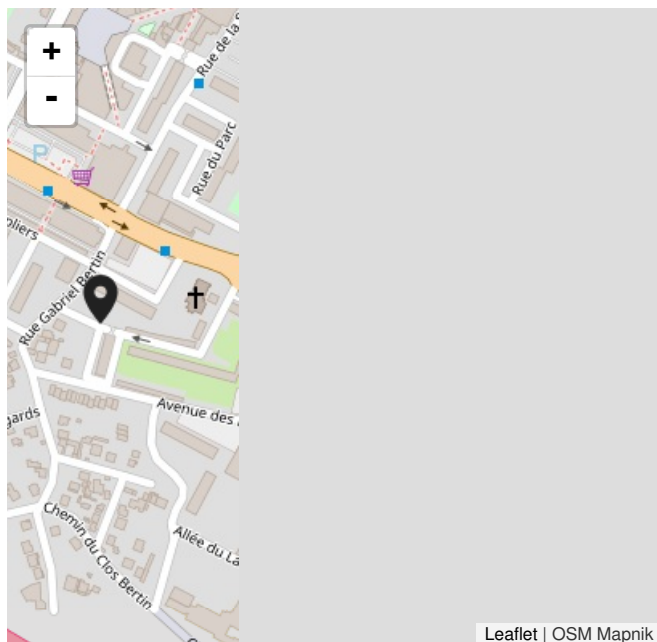 +
-
Rue de la
P
Rue du Parc
pliers
Rue Gabriel Bertin
Avenue des
gards
Chemin du Clos Bertin
Allée du La
Leaflet | OSM Mapnik